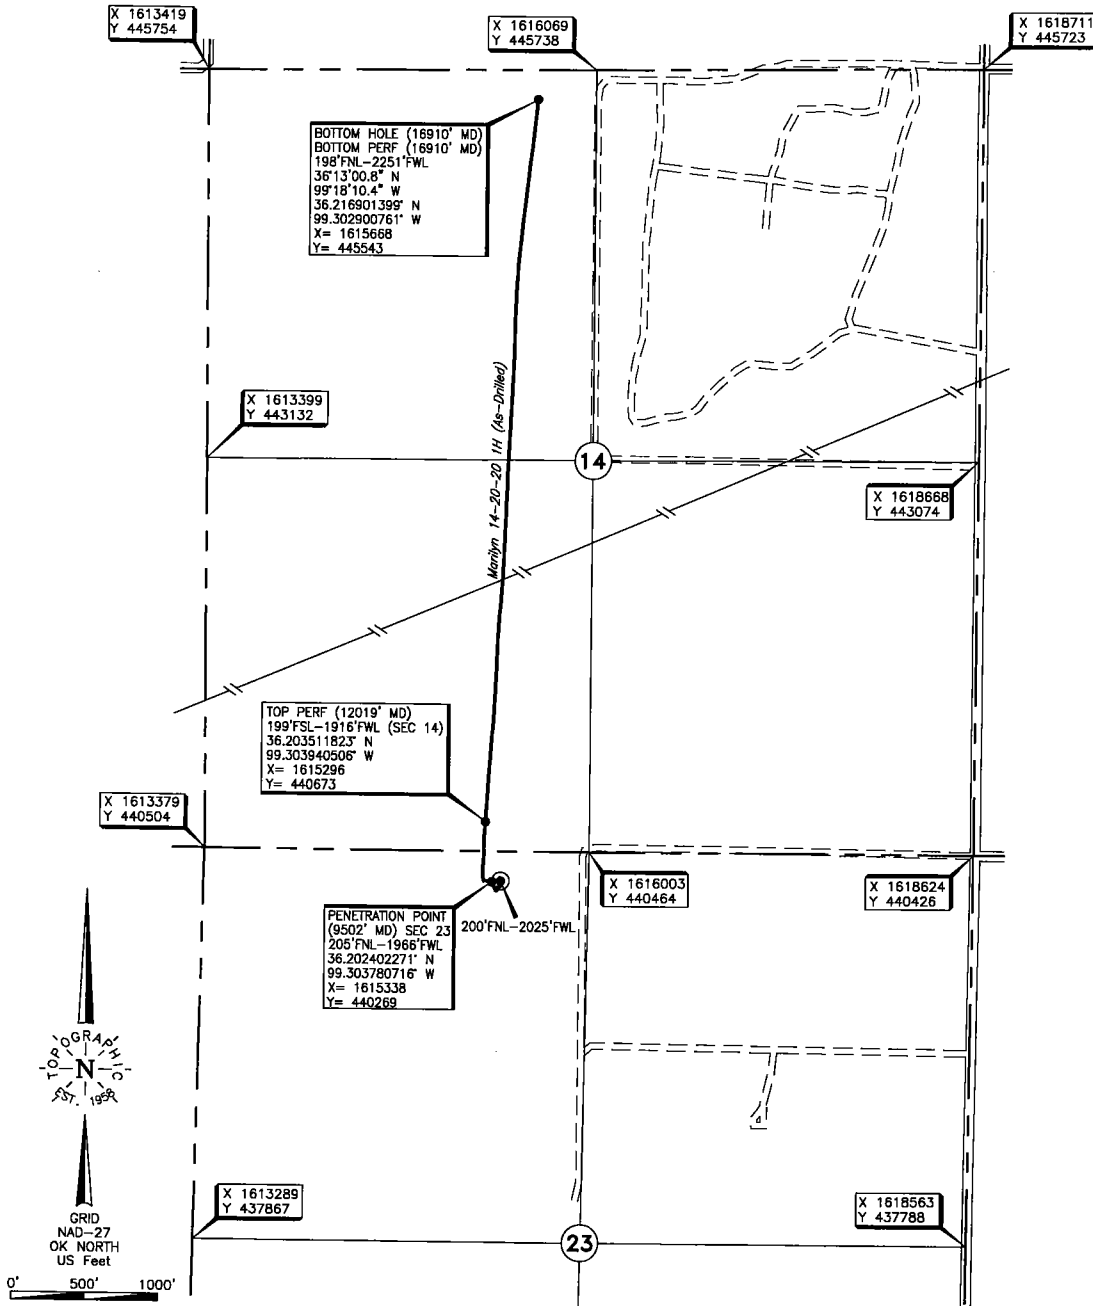 X 1613419
Y 445754
X 1616069
Y 445738
X 1618711
Y 445723
BOTTOM HOLE (16910' MD)
BOTTOM PERF (16910' MD)
198'FNL-2251'FWL
36°13'00.8" N
99°18'10.4" W
36.216901399° N
99.302900761° W
X= 1615668
Y= 445543
Marilyn 14-20-20 1H (As-Drilled)
X 1613399
Y 443132
14
X 1618668
Y 443074
TOP PERF (12019' MD)
199'FSL-1916'FWL (SEC 14)
36.203511823° N
99.303940506° W
X= 1615296
Y= 440673
X 1613379
Y 440504
X 1616003
Y 440464
X 1618624
Y 440426
PENETRATION POINT
(9502' MD) SEC 23
205'FNL-1966'FWL
36.202402271° N
99.303780716° W
X= 1615338
Y= 440269
200'FNL-2025'FWL
TOPOGRAPHIC
N
EST. 1958
X 1613289
Y 437867
X 1618563
Y 437788
23
GRID
NAD-27
OK NORTH
US Feet
0' 500' 1000'